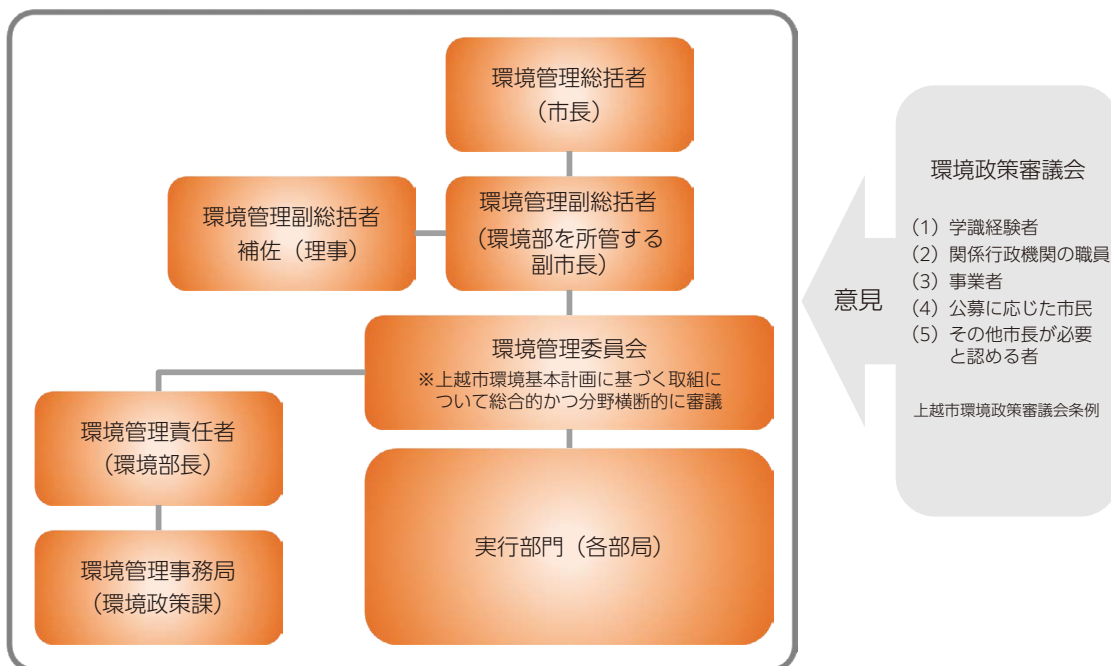 環境管理総括者
（市長）
環境管理副総括者
補佐（理事）
環境管理副総括者
（環境部を所管する
副市長）
環境管理委員会
※上越市環境基本計画に基づく取組に
ついて総合的かつ分野横断的に審議
環境管理責任者
（環境部長）
環境管理事務局
（環境政策課）
実行部門（各部局）
意見
環境政策審議会
（1）学識経験者
（2）関係行政機関の職員
（3）事業者
（4）公募に応じた市民
（5）その他市長が必要
と認める者
上越市環境政策審議会条例